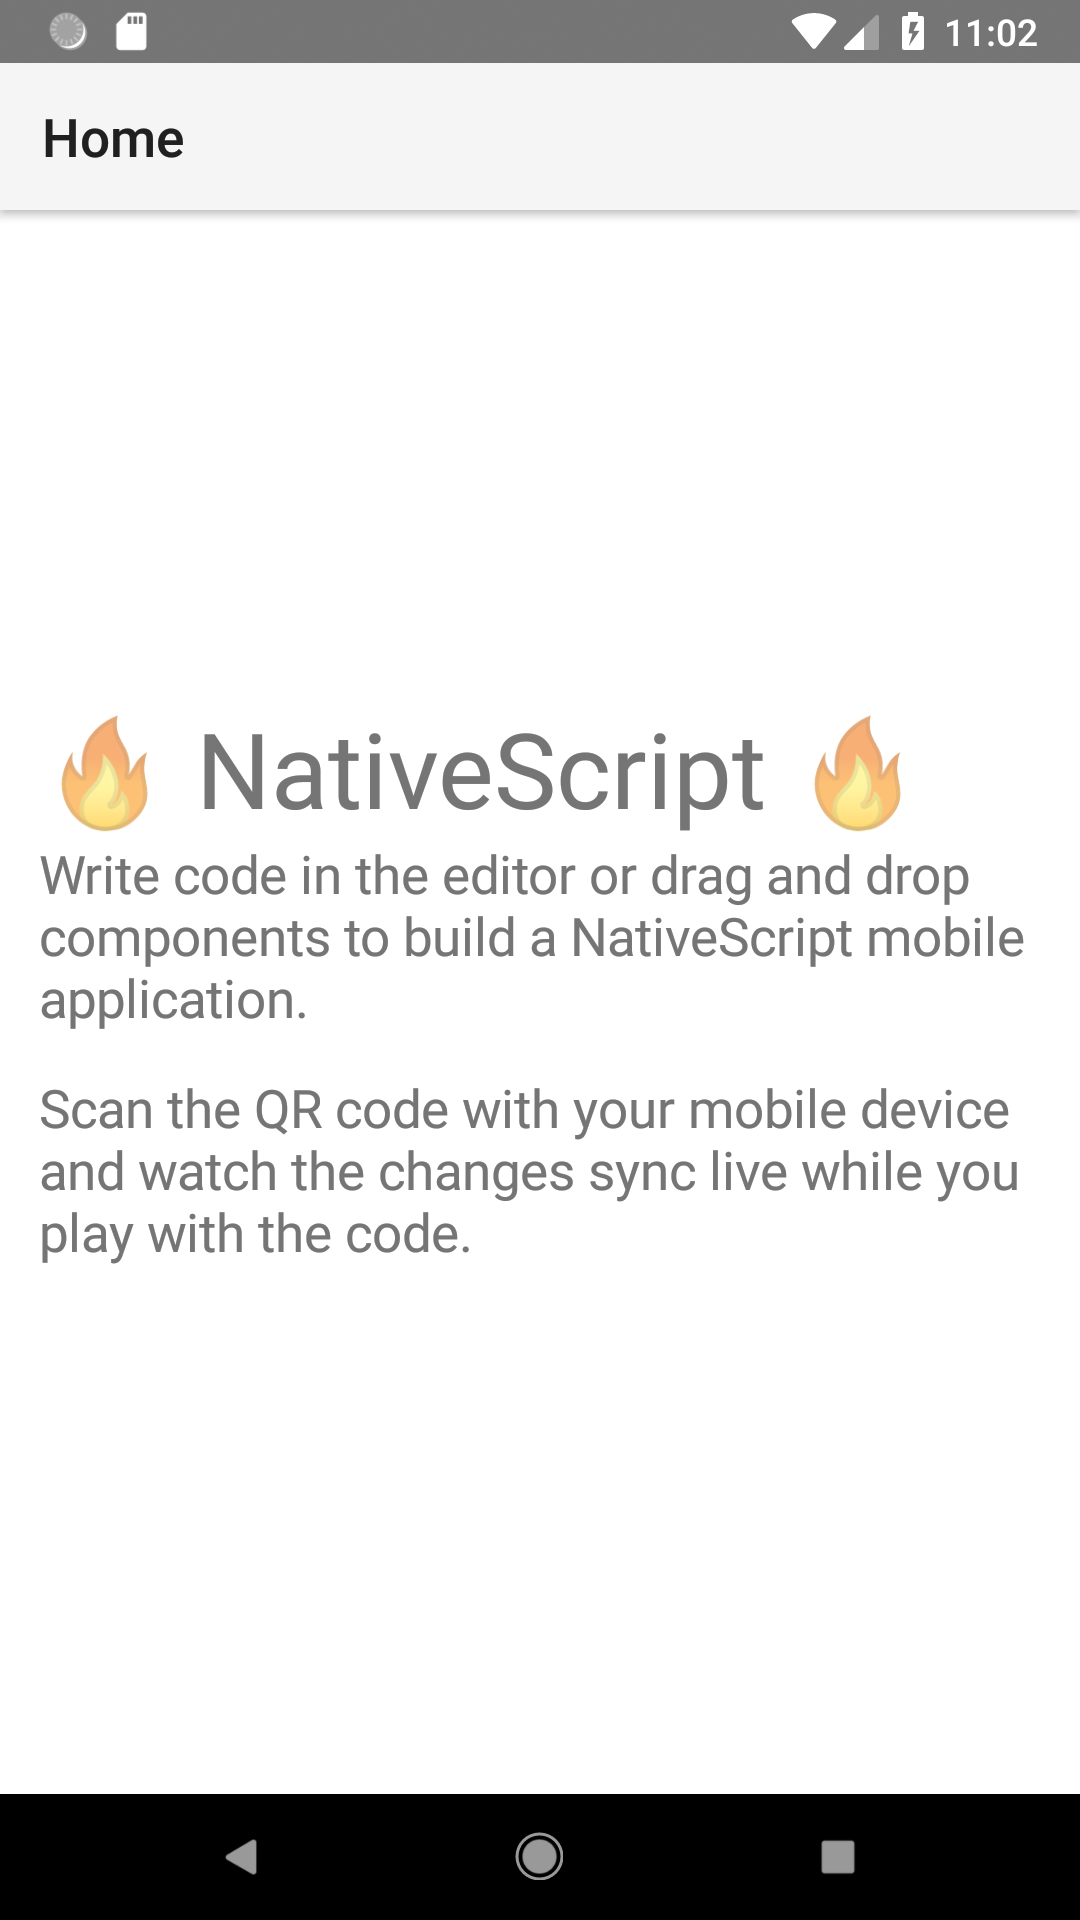 11:02
Home
🔥 NativeScript 🔥
Write code in the editor or drag and drop
components to build a NativeScript mobile
application.
Scan the QR code with your mobile device
and watch the changes sync live while you
play with the code.